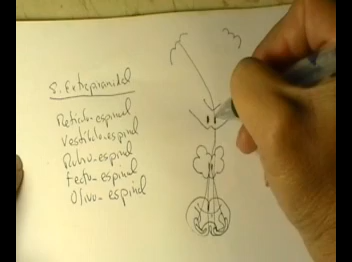 S. Extrapiramidal
Retículo-espinal
Vestíbulo-espinal
Rubro-espinal
Tecto-espinal
Olivo-espinal